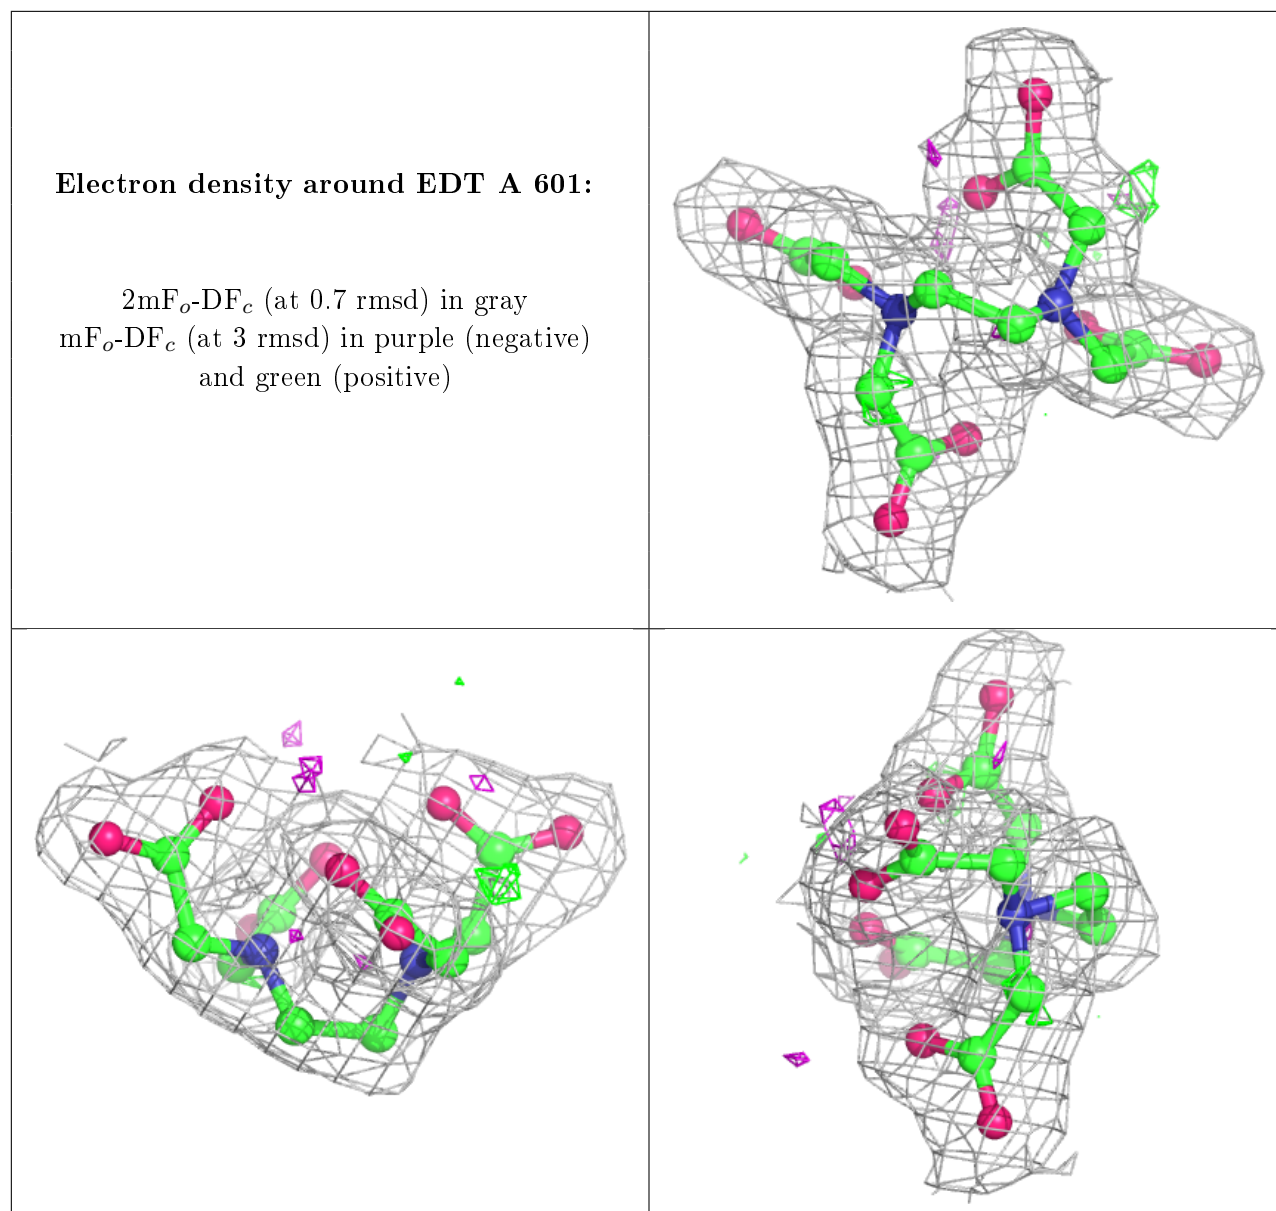 Electron density around EDT A 601:
2mFo-DFc (at 0.7 rmsd) in gray
mFo-DFc (at 3 rmsd) in purple (negative)
and green (positive)